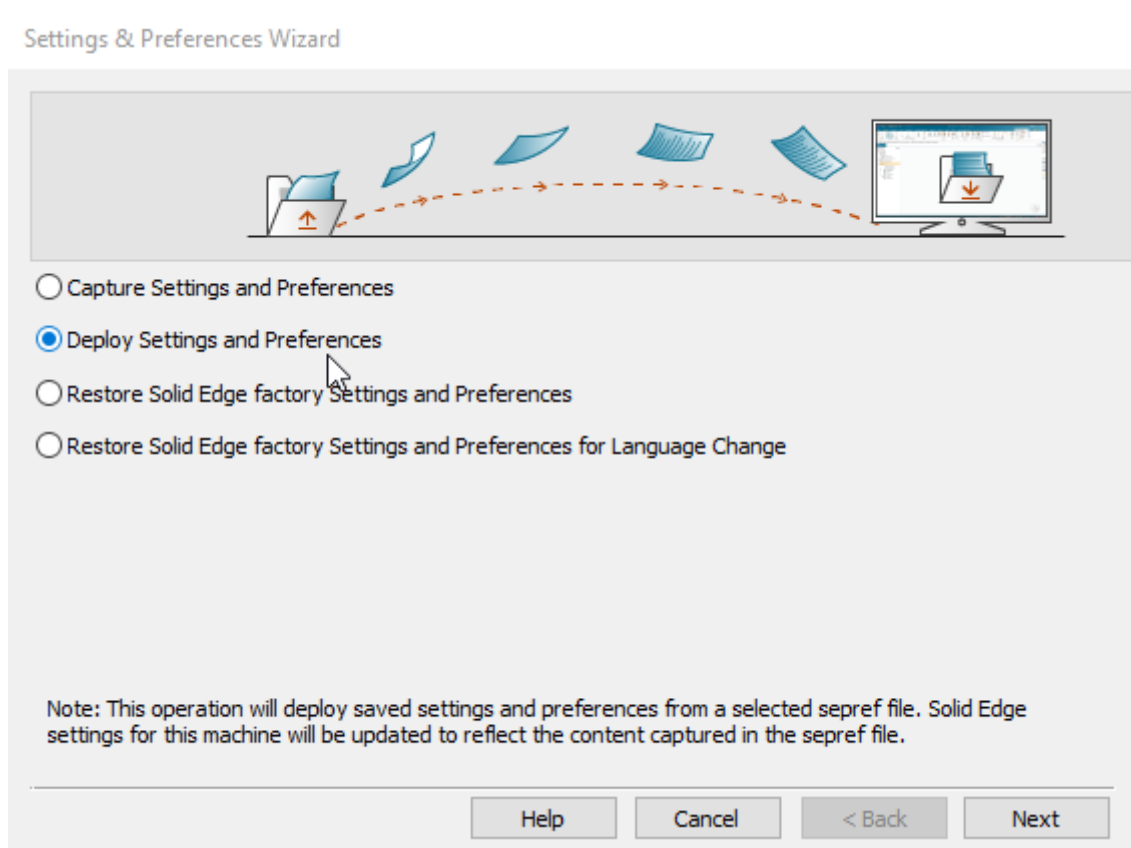 Settings & Preferences Wizard
Capture Settings and Preferences
Deploy Settings and Preferences
Restore Solid Edge factory Settings and Preferences
Restore Solid Edge factory Settings and Preferences for Language Change
Note: This operation will deploy saved settings and preferences from a selected sepref file. Solid Edge
settings for this machine will be updated to reflect the content captured in the sepref file.
Help Cancel < Back Next